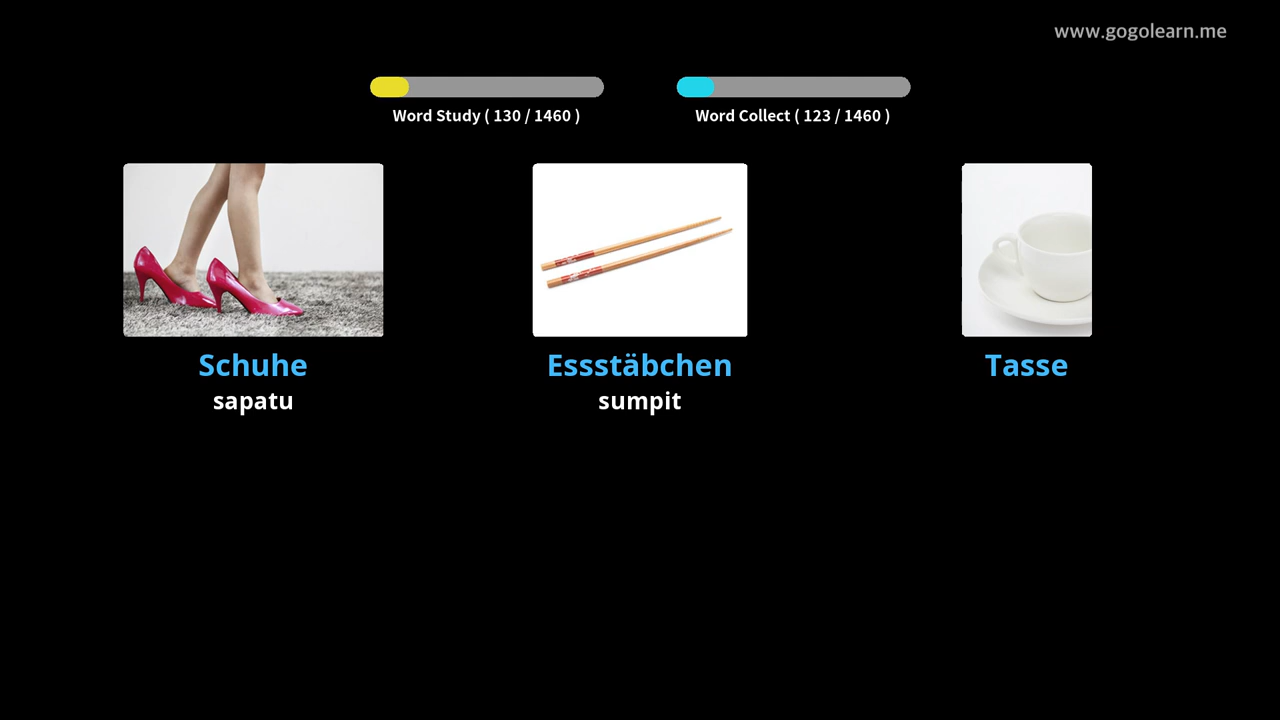 www.gogolearn.me
Word Study ( 130 / 1460 )
Word Collect ( 123 / 1460 )
Schuhe
sapatu
Essstäbchen
sumpit
Tasse